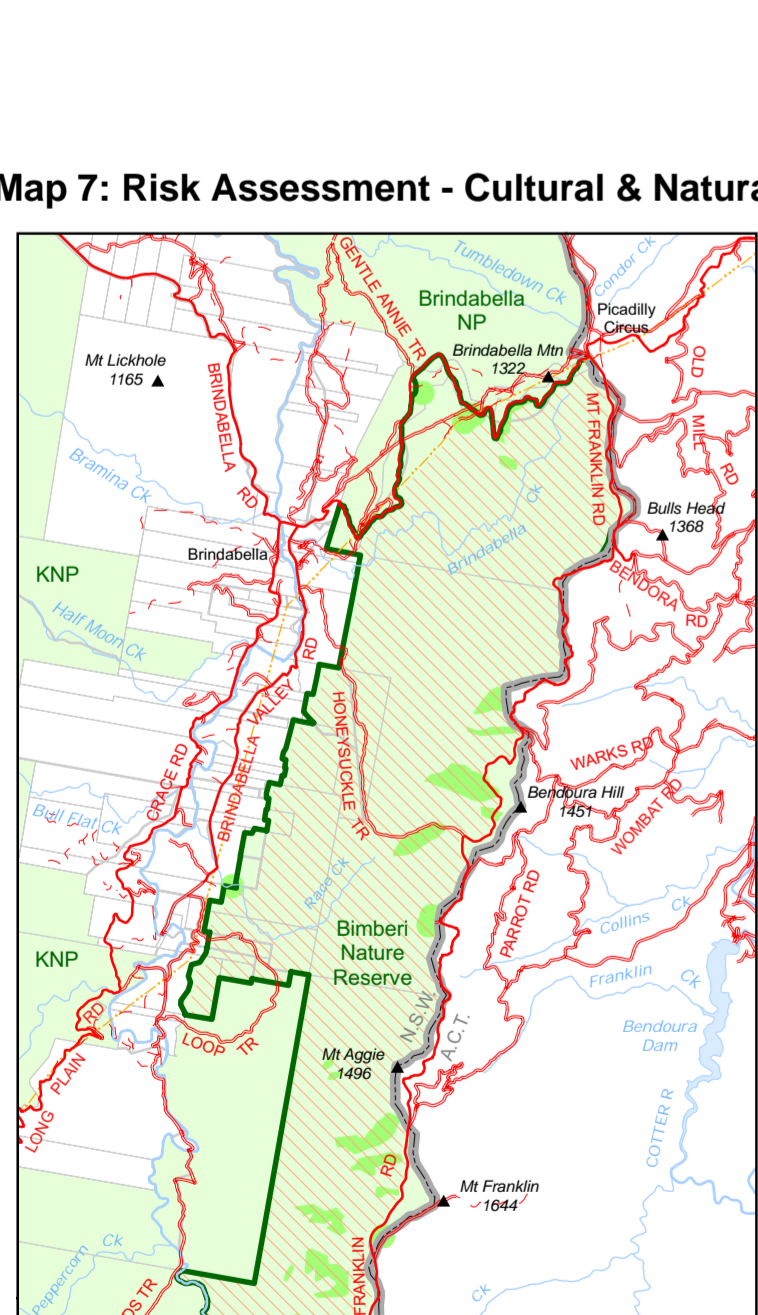 Map 7: Risk Assessment - Cultural & Natura
GENTLE ANNIE TR
Tumbledown Ck
Condor Ck
Brindabella
NP
Picadilly
Circus
Mt Lickhole
1165
Brindabella Mtn
1322
OLD
MILL
RD
BRINDABELLA
RD
MT FRANKLIN RD
Bramina Ck
Brindabella
Ck
Bulls Head
1368
Brindabella
KNP
BENDORA
RD
Half Moon Ck
RD
VALLEY
BRINDABELLA
HONEYSUCKLE
TR
CRACE RD
WARKS RD
Bendoura Hill
1451
WOMBAT RD
Bull Flat Ck
Race Ck
PARROT RD
Collins
Ck
Bimberi
Nature
Reserve
KNP
Franklin
Ck
RD
PLAIN
LONG
N.S.W.
A.C.T.
Bendoura
Dam
LOOP
TR
Mt Aggie
1496
COTTER R
RD
Mt Franklin
1644
FRANKLIN
Peppercorn
Ck
DS TR
Ck